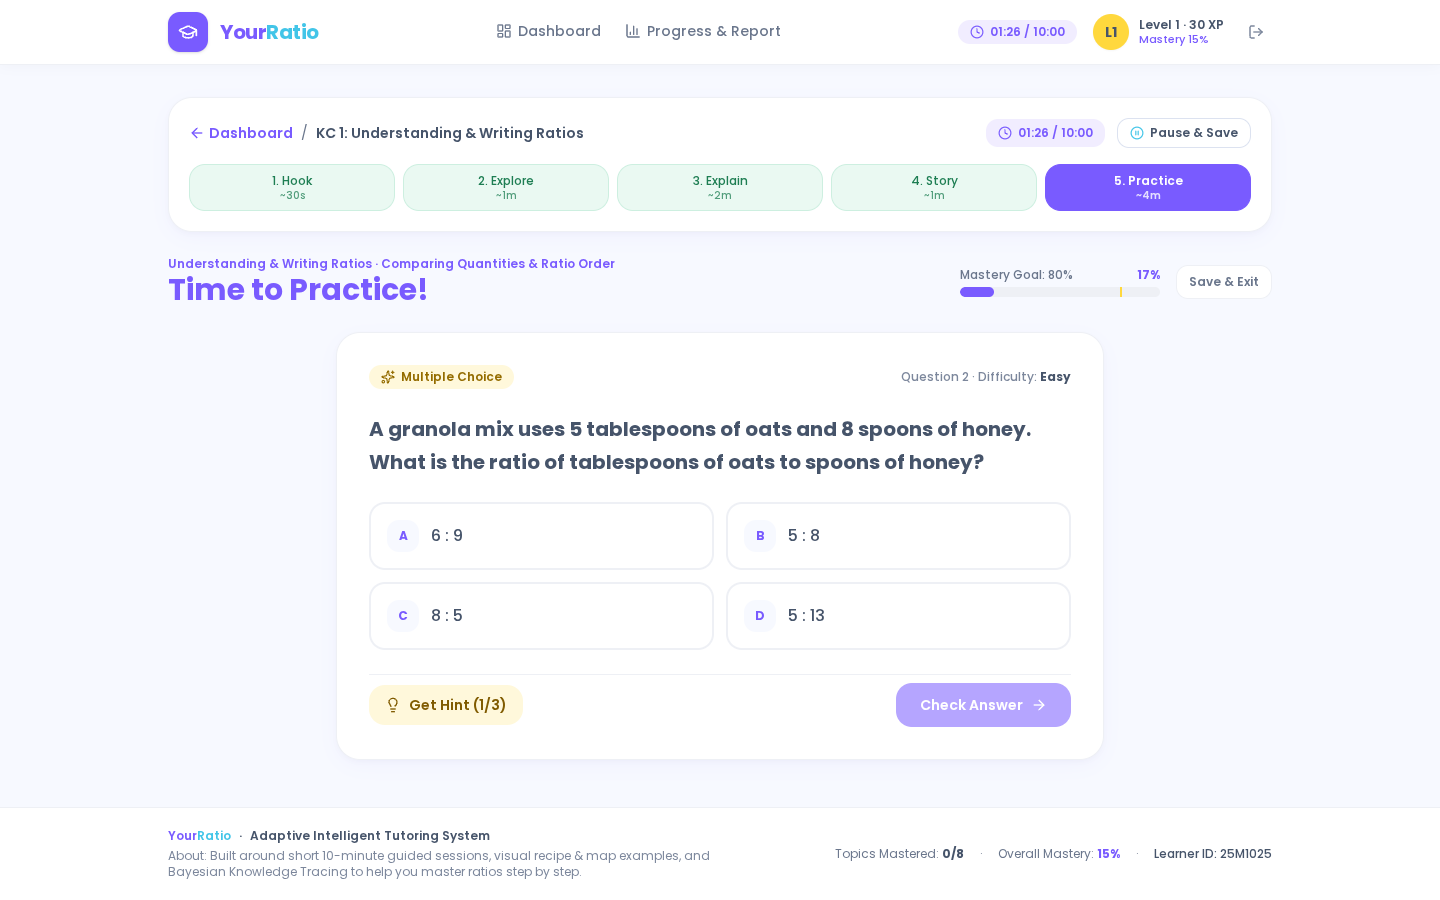 YourRatio
Dashboard
Progress & Report
01:26 / 10:00
L1
Level 1 · 30 XP
Mastery 15%
Dashboard / KC 1: Understanding & Writing Ratios
01:26 / 10:00
Pause & Save
1. Hook
~30s
2. Explore
~1m
3. Explain
~2m
4. Story
~1m
5. Practice
~4m
Understanding & Writing Ratios · Comparing Quantities & Ratio Order
Time to Practice!
Mastery Goal: 80%
17%
Save & Exit
Multiple Choice
Question 2 · Difficulty: Easy
A granola mix uses 5 tablespoons of oats and 8 spoons of honey.
What is the ratio of tablespoons of oats to spoons of honey?
A 6 : 9
B 5 : 8
C 8 : 5
D 5 : 13
Get Hint (1/3)
Check Answer
YourRatio · Adaptive Intelligent Tutoring System
About: Built around short 10-minute guided sessions, visual recipe & map examples, and
Bayesian Knowledge Tracing to help you master ratios step by step.
Topics Mastered: 0/8 · Overall Mastery: 15% · Learner ID: 25M1025